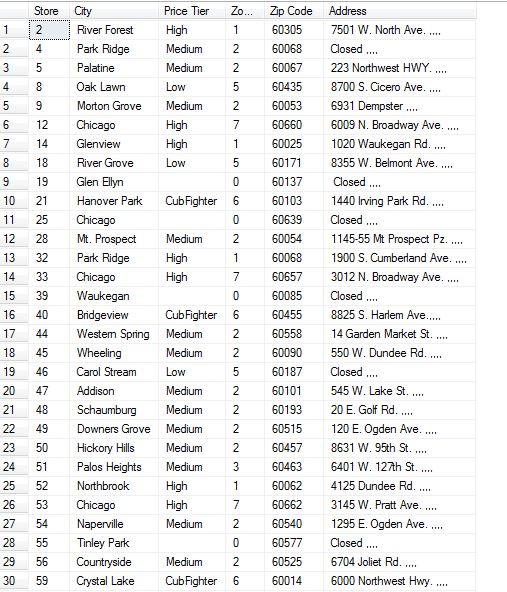 Store City Price Tier Zo... Zip Code Address
1 2 River Forest High 1 60305 7501 W. North Ave. ,,,,
2 4 Park Ridge Medium 2 60068 Closed ,,,,
3 5 Palatine Medium 2 60067 223 Northwest HWY. ,,,,
4 8 Oak Lawn Low 5 60435 8700 S. Cicero Ave. ,,,,
5 9 Morton Grove Medium 2 60053 6931 Dempster ,,,,
6 12 Chicago High 7 60660 6009 N. Broadway Ave. ,,,,
7 14 Glenview High 1 60025 1020 Waukegan Rd. ,,,,
8 18 River Grove Low 5 60171 8355 W. Belmont Ave. ,,,,
9 19 Glen Ellyn 0 60137 Closed ,,,,
10 21 Hanover Park CubFighter 6 60103 1440 Irving Park Rd. ,,,,
11 25 Chicago 0 60639 Closed ,,,,
12 28 Mt. Prospect Medium 2 60054 1145-55 Mt Prospect Pz. ,,,,
13 32 Park Ridge High 1 60068 1900 S. Cumberland Ave. ,,,,
14 33 Chicago High 7 60657 3012 N. Broadway Ave. ,,,,
15 39 Waukegan 0 60085 Closed ,,,,
16 40 Bridgeview CubFighter 6 60455 8825 S. Harlem Ave.,,,,
17 44 Western Spring Medium 2 60558 14 Garden Market St. ,,,,
18 45 Wheeling Medium 2 60090 550 W. Dundee Rd. ,,,,
19 46 Carol Stream Low 5 60187 Closed ,,,,
20 47 Addison Medium 2 60101 545 W. Lake St. ,,,,
21 48 Schaumburg Medium 2 60193 20 E. Golf Rd. ,,,,
22 49 Downers Grove Medium 2 60515 120 E. Ogden Ave. ,,,,
23 50 Hickory Hills Medium 2 60457 8631 W. 95th St. ,,,,
24 51 Palos Heights Medium 3 60463 6401 W. 127th St. ,,,,
25 52 Northbrook High 1 60062 4125 Dundee Rd. ,,,,
26 53 Chicago High 7 60662 3145 W. Pratt Ave. ,,,,
27 54 Naperville Medium 2 60540 1295 E. Ogden Ave. ,,,,
28 55 Tinley Park 0 60577 Closed ,,,,
29 56 Countryside Medium 2 60525 6704 Joliet Rd. ,,,,
30 59 Crystal Lake CubFighter 6 60014 6000 Northwest Hwy. ,,,,